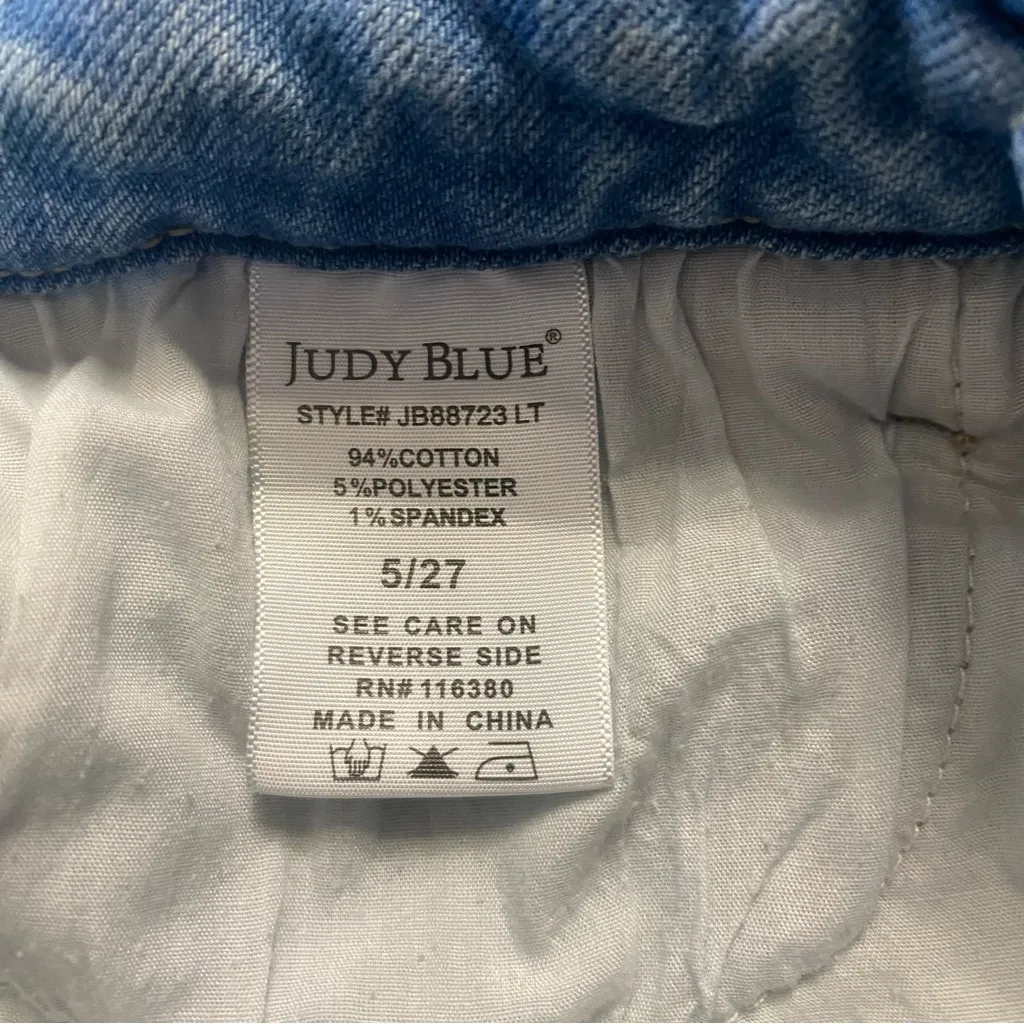 JUDY BLUE®
STYLE# JB88723 LT
94%COTTON
5%POLYESTER
1%SPANDEX
5/27
SEE CARE ON
REVERSE SIDE
RN# 116380
MADE IN CHINA